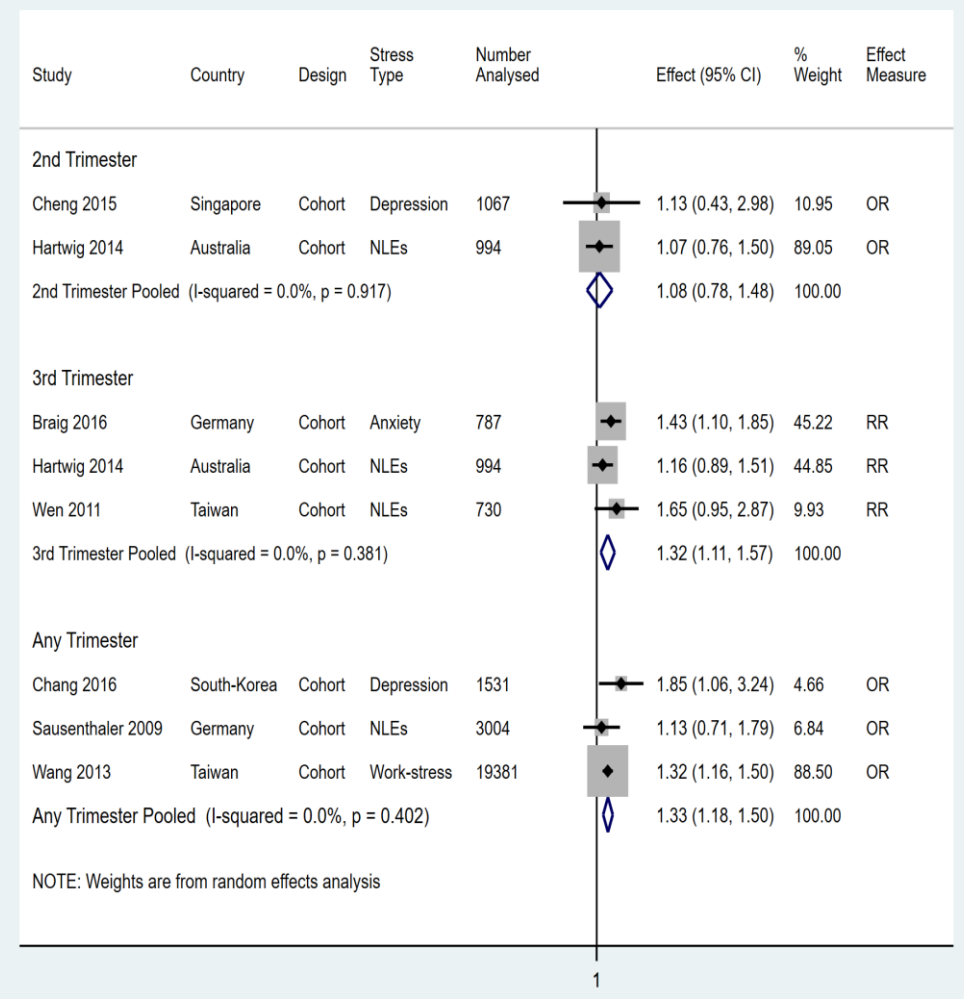 Study Country Design Stress Type Number Analysed Effect (95% CI) % Weight Effect Measure
2nd Trimester
Cheng 2015 Singapore Cohort Depression 1067 1.13 (0.43, 2.98) 10.95 OR
Hartwig 2014 Australia Cohort NLEs 994 1.07 (0.76, 1.50) 89.05 OR
2nd Trimester Pooled (I-squared = 0.0%, p = 0.917) 1.08 (0.78, 1.48) 100.00
3rd Trimester
Braig 2016 Germany Cohort Anxiety 787 1.43 (1.10, 1.85) 45.22 RR
Hartwig 2014 Australia Cohort NLEs 994 1.16 (0.89, 1.51) 44.85 RR
Wen 2011 Taiwan Cohort NLEs 730 1.65 (0.95, 2.87) 9.93 RR
3rd Trimester Pooled (I-squared = 0.0%, p = 0.381) 1.32 (1.11, 1.57) 100.00
Any Trimester
Chang 2016 South-Korea Cohort Depression 1531 1.85 (1.06, 3.24) 4.66 OR
Sausenthaler 2009 Germany Cohort NLEs 3004 1.13 (0.71, 1.79) 6.84 OR
Wang 2013 Taiwan Cohort Work-stress 19381 1.32 (1.16, 1.50) 88.50 OR
Any Trimester Pooled (I-squared = 0.0%, p = 0.402) 1.33 (1.18, 1.50) 100.00
NOTE: Weights are from random effects analysis
1